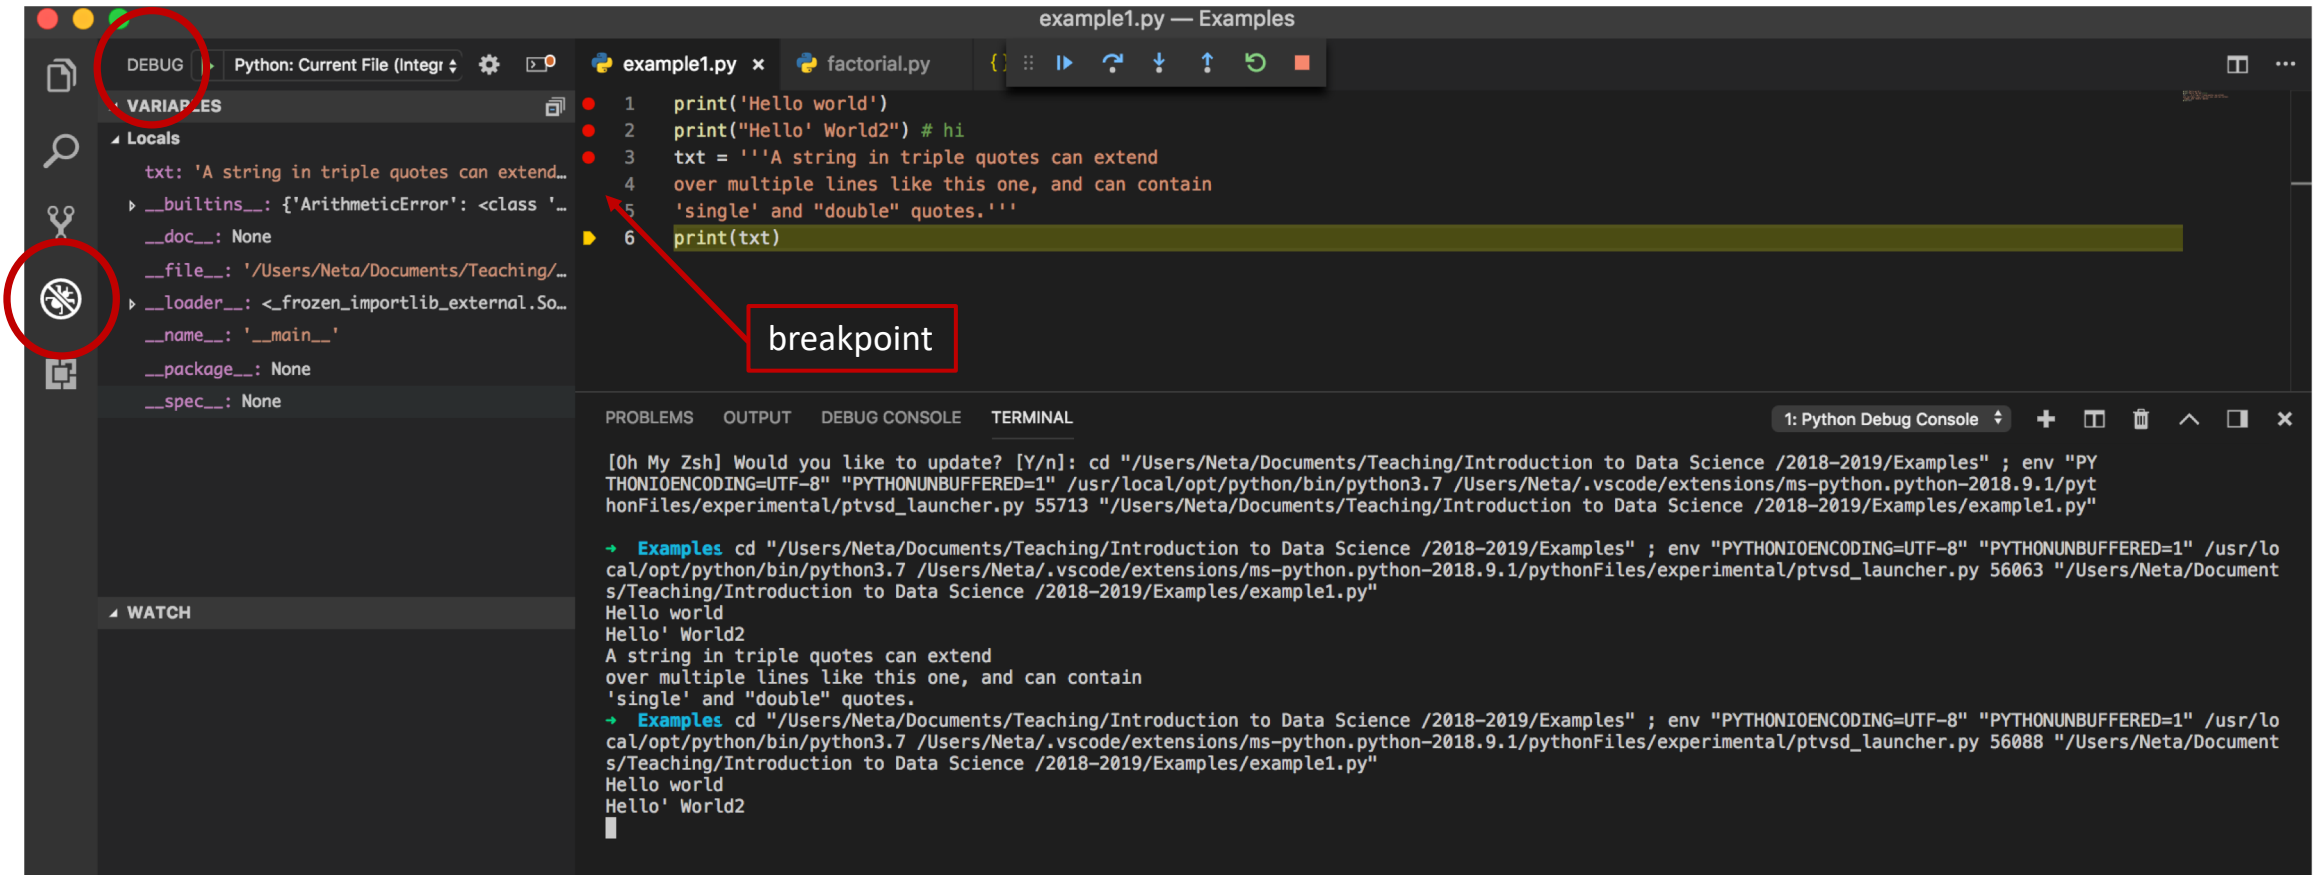 example1.py — Examples
DEBUG Python: Current File (Integr
example1.py × factorial.py {}
VARIABLES
Locals
txt: 'A string in triple quotes can extend…
__builtins__: {'ArithmeticError': <class '…
__doc__: None
__file__: '/Users/Neta/Documents/Teaching/…
__loader__: <_frozen_importlib_external.So…
__name__: '__main__'
__package__: None
__spec__: None
WATCH
1 print('Hello world')
2 print("Hello' World2") # hi
3 txt = '''A string in triple quotes can extend
4 over multiple lines like this one, and can contain
5 'single' and "double" quotes.'''
6 print(txt)
breakpoint
PROBLEMS OUTPUT DEBUG CONSOLE TERMINAL
1: Python Debug Console
[Oh My Zsh] Would you like to update? [Y/n]: cd "/Users/Neta/Documents/Teaching/Introduction to Data Science /2018-2019/Examples" ; env "PY
THONIOENCODING=UTF-8" "PYTHONUNBUFFERED=1" /usr/local/opt/python/bin/python3.7 /Users/Neta/.vscode/extensions/ms-python.python-2018.9.1/pyt
honFiles/experimental/ptvsd_launcher.py 55713 "/Users/Neta/Documents/Teaching/Introduction to Data Science /2018-2019/Examples/example1.py"
→ Examples cd "/Users/Neta/Documents/Teaching/Introduction to Data Science /2018-2019/Examples" ; env "PYTHONIOENCODING=UTF-8" "PYTHONUNBUFFERED=1" /usr/lo
cal/opt/python/bin/python3.7 /Users/Neta/.vscode/extensions/ms-python.python-2018.9.1/pythonFiles/experimental/ptvsd_launcher.py 56063 "/Users/Neta/Document
s/Teaching/Introduction to Data Science /2018-2019/Examples/example1.py"
Hello world
Hello' World2
A string in triple quotes can extend
over multiple lines like this one, and can contain
'single' and "double" quotes.
→ Examples cd "/Users/Neta/Documents/Teaching/Introduction to Data Science /2018-2019/Examples" ; env "PYTHONIOENCODING=UTF-8" "PYTHONUNBUFFERED=1" /usr/lo
cal/opt/python/bin/python3.7 /Users/Neta/.vscode/extensions/ms-python.python-2018.9.1/pythonFiles/experimental/ptvsd_launcher.py 56088 "/Users/Neta/Document
s/Teaching/Introduction to Data Science /2018-2019/Examples/example1.py"
Hello world
Hello' World2